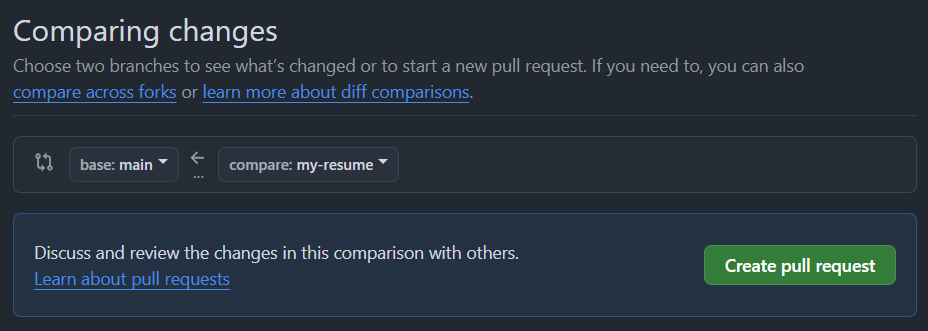 Comparing changes
Choose two branches to see what’s changed or to start a new pull request. If you need to, you can also
compare across forks or learn more about diff comparisons.
base: main ... compare: my-resume
Discuss and review the changes in this comparison with others.
Learn about pull requests
Create pull request